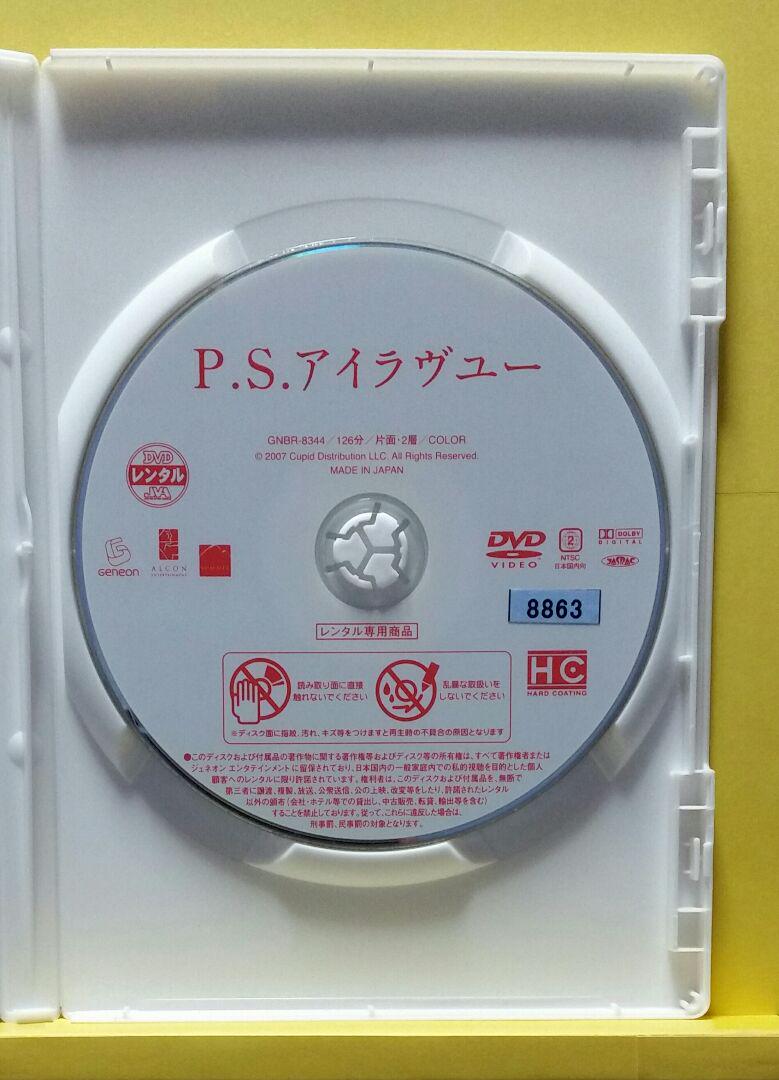 P.S.アイラヴユー
GNBR-8344／126分／片面・2層／COLOR
© 2007 Cupid Distribution LLC. All Rights Reserved.
MADE IN JAPAN
DVD
レンタル
JVA
GENEON
ALCON
ENTERTAINMENT
DVD
VIDEO
2
NTSC
日本国内向
DOLBY
DIGITAL
JASRAC
8863
レンタル専用商品
読み取り面に直接
触れないでください
乱暴な取扱いを
しないでください
※ディスク面に指紋、汚れ、キズ等をつけますと再生時の不具合の原因となります
HC
HARD COATING
●このディスクおよび付属品の著作物に関する著作権等およびディスク等の所有権は、すべて著作権者または
ジェネオン エンタテインメント に留保されており、日本国内の一般家庭内での私的視聴を目的とした個人
顧客へのレンタルに限り許諾されています。権利者は、このディスクおよび付属品を、無断で
第三者に譲渡、複製、放送、公衆送信、公の上映、改変等をしたり、許諾されたレンタル
以外の頒布（会社・ホテル等での貸出し、中古販売、転貸、輸出等を含む）
することを禁止しております。従って、これらに違反した場合は、
刑事罰、民事罰の対象となります。